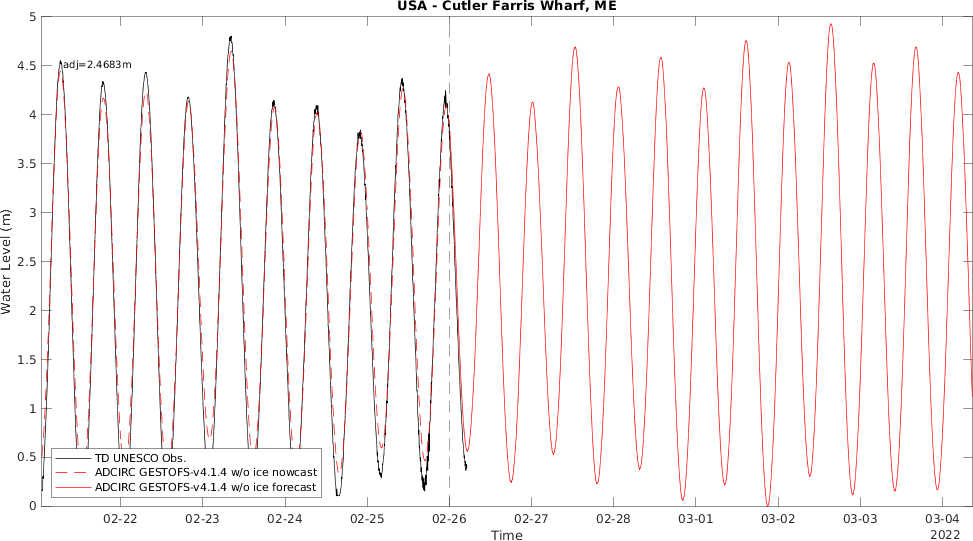 USA - Cutler Farris Wharf, ME
adj=2.4683m
5
4.5
4
3.5
3
2.5
2
1.5
1
0.5
0
Water Level (m)
TD UNESCO Obs.
ADCIRC GESTOFS-v4.1.4 w/o ice nowcast
ADCIRC GESTOFS-v4.1.4 w/o ice forecast
02-22 02-23 02-24 02-25 02-26 02-27 02-28 03-01 03-02 03-03 03-04
2022
Time